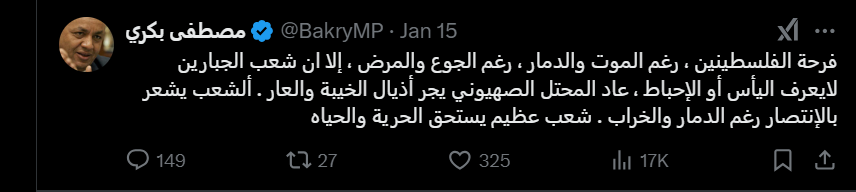 مصطفى بكري @BakryMP · Jan 15
فرحة الفلسطينين ، رغم الموت والدمار ، رغم الجوع والمرض ، إلا ان شعب الجبارين
لايعرف اليأس أو الإحباط ، عاد المحتل الصهيوني يجر أذيال الخيبة والعار . ألشعب يشعر
بالإنتصار رغم الدمار والخراب . شعب عظيم يستحق الحرية والحياه
149 27 325 17K